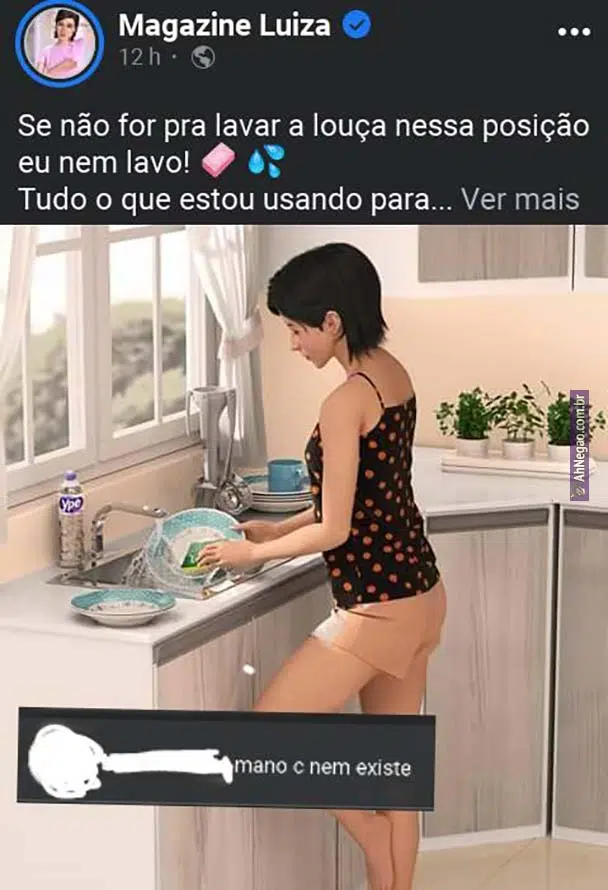 Magazine Luiza
12 h ·
Se não for pra lavar a louça nessa posição
eu nem lavo! 🧼 💦
Tudo o que estou usando para... Ver mais
AhNegao.com.br
Ypê
mano c nem existe